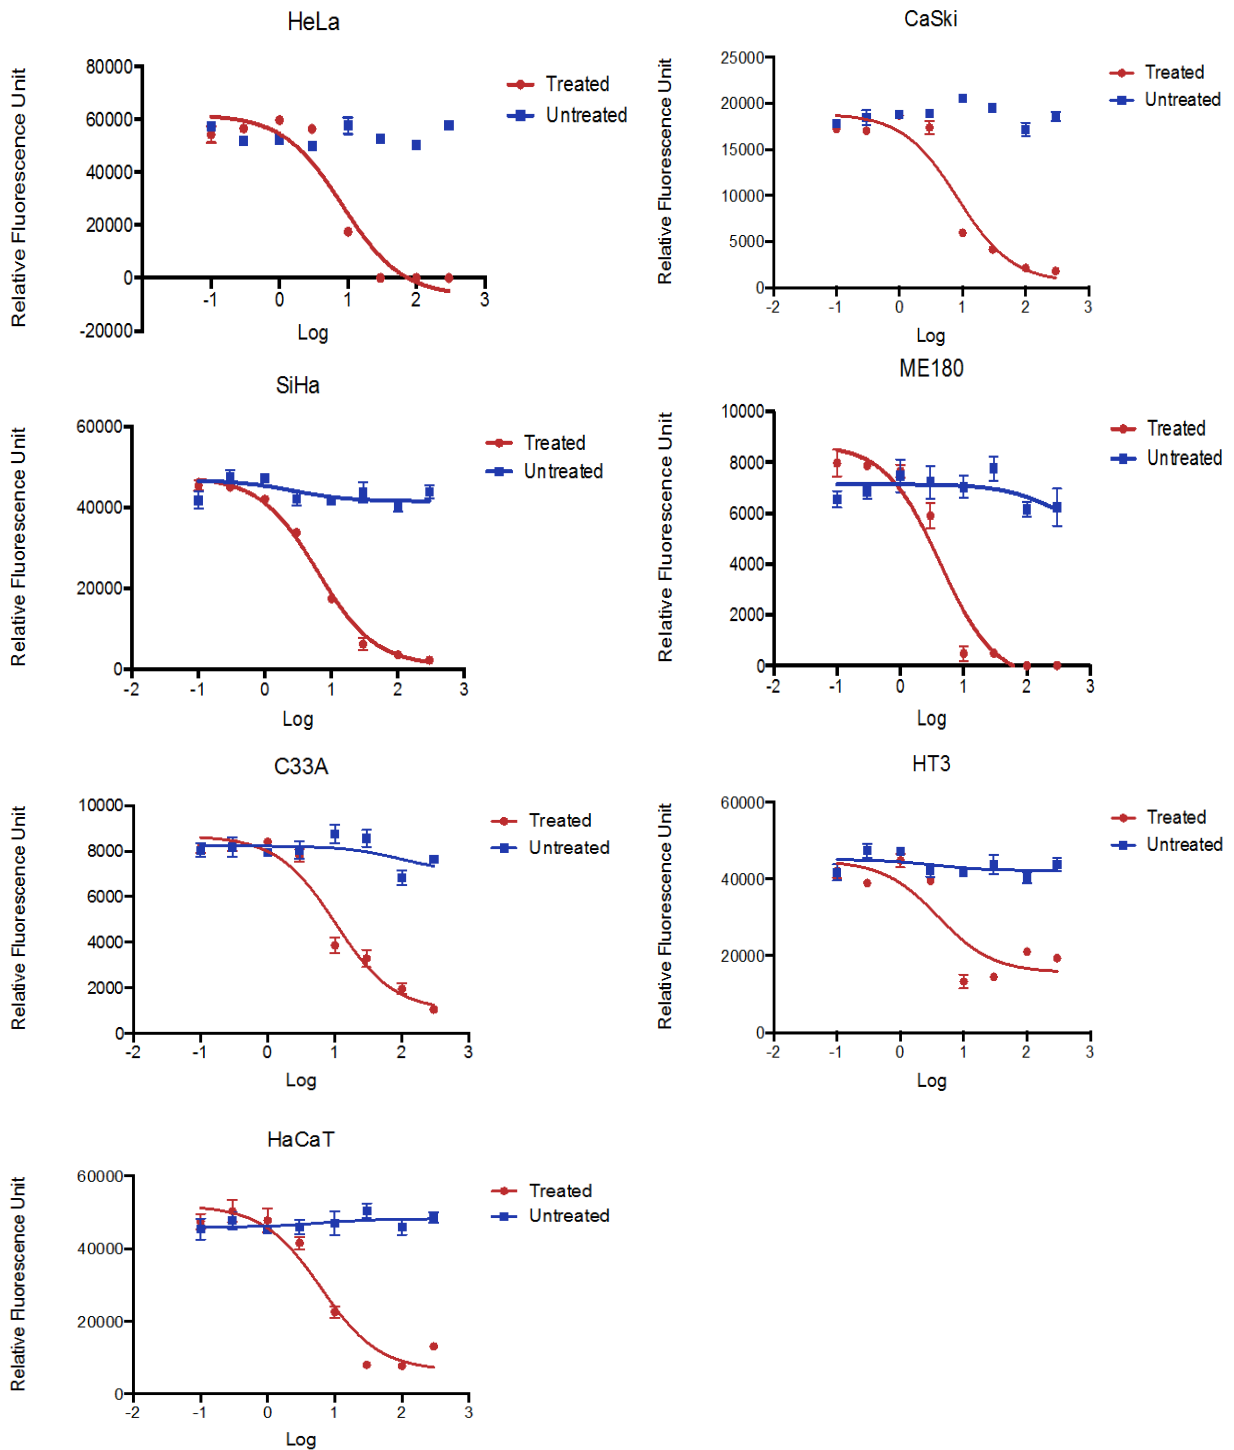 HeLa
Relative Fluorescence Unit
80000
60000
40000
20000
0
-20000
-1
0
1
2
3
Log
Treated
Untreated
CaSki
Relative Fluorescence Unit
25000
20000
15000
10000
5000
0
-2
-1
0
1
2
3
Log
Treated
Untreated
SiHa
Relative Fluorescence Unit
60000
40000
20000
0
-2
-1
0
1
2
3
Log
Treated
Untreated
ME180
Relative Fluorescence Unit
10000
8000
6000
4000
2000
0
-2
-1
0
1
2
3
Log
Treated
Untreated
C33A
Relative Fluorescence Unit
10000
8000
6000
4000
2000
0
-2
-1
0
1
2
3
Log
Treated
Untreated
HT3
Relative Fluorescence Unit
60000
40000
20000
0
-2
-1
0
1
2
3
Log
Treated
Untreated
HaCaT
Relative Fluorescence Unit
60000
40000
20000
0
-2
-1
0
1
2
3
Log
Treated
Untreated